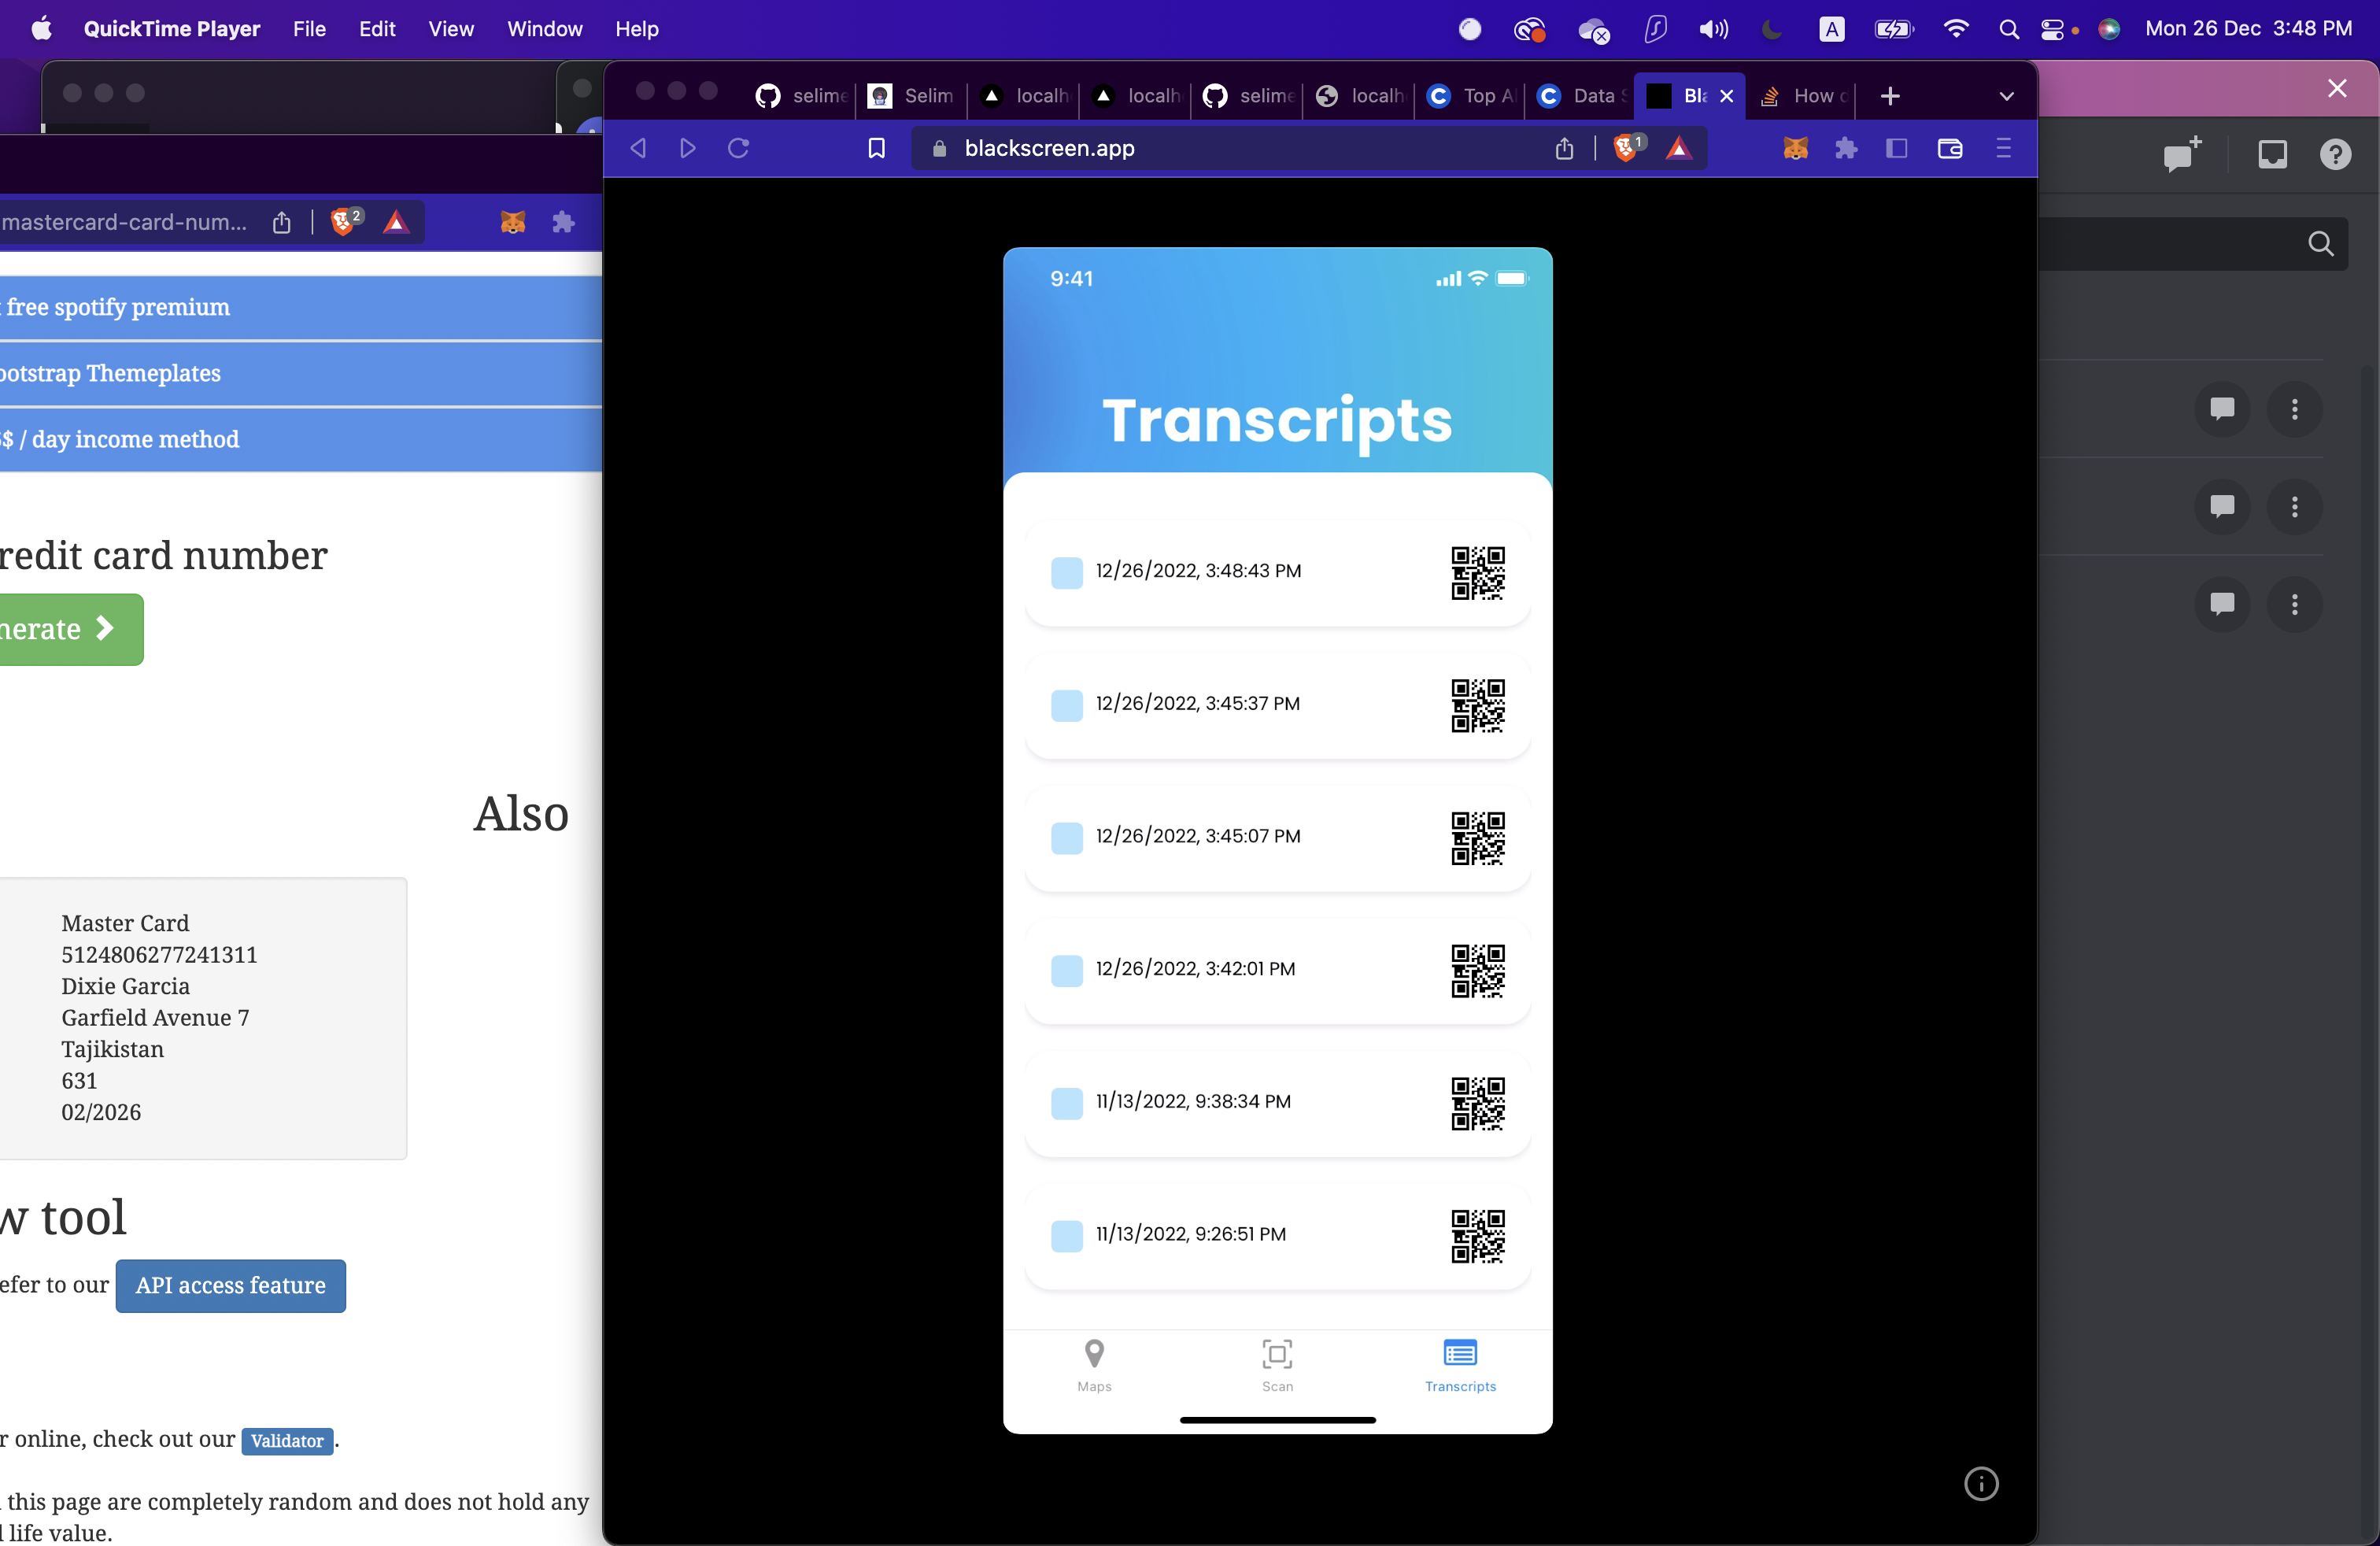 QuickTime Player File Edit View Window Help
A
Mon 26 Dec 3:48 PM
selime
Selim
localh
localh
selime
localh
Top A
Data S
Bla
How c
blackscreen.app
1
mastercard-card-num...
2
free spotify premium
ootstrap Themeplates
$ / day income method
redit card number
nerate
Also
Master Card
5124806277241311
Dixie Garcia
Garfield Avenue 7
Tajikistan
631
02/2026
w tool
efer to our API access feature
r online, check out our Validator.
this page are completely random and does not hold any
l life value.
9:41
Transcripts
12/26/2022, 3:48:43 PM
12/26/2022, 3:45:37 PM
12/26/2022, 3:45:07 PM
12/26/2022, 3:42:01 PM
11/13/2022, 9:38:34 PM
11/13/2022, 9:26:51 PM
Maps
Scan
Transcripts